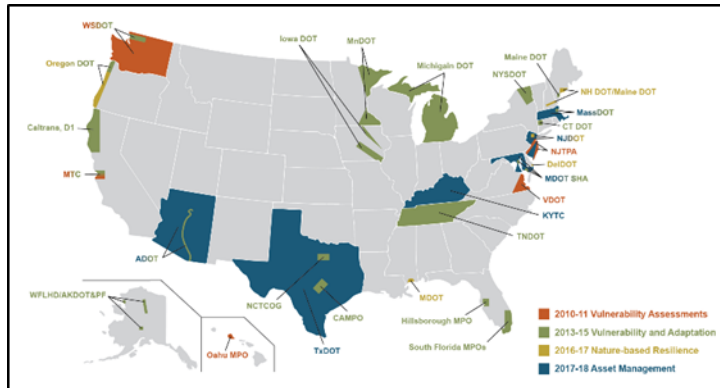 WSDOT
Oregon DOT
Caltrans, D1
MTC
ADOT
WFLHD/AKDOT&PF
Oahu MPO
Iowa DOT
MnDOT
Michigain DOT
NCTCOG
CAMPO
TxDOT
Maine DOT
NYSDOT
NH DOT/Maine DOT
MassDOT
CT DOT
NJDOT
NJTPA
DelDOT
MDOT SHA
VDOT
KYTC
TNDOT
MDOT
Hillsborough MPO
South Florida MPOs
2010-11 Vulnerability Assessments
2013-15 Vulnerability and Adaptation
2016-17 Nature-based Resilience
2017-18 Asset Management